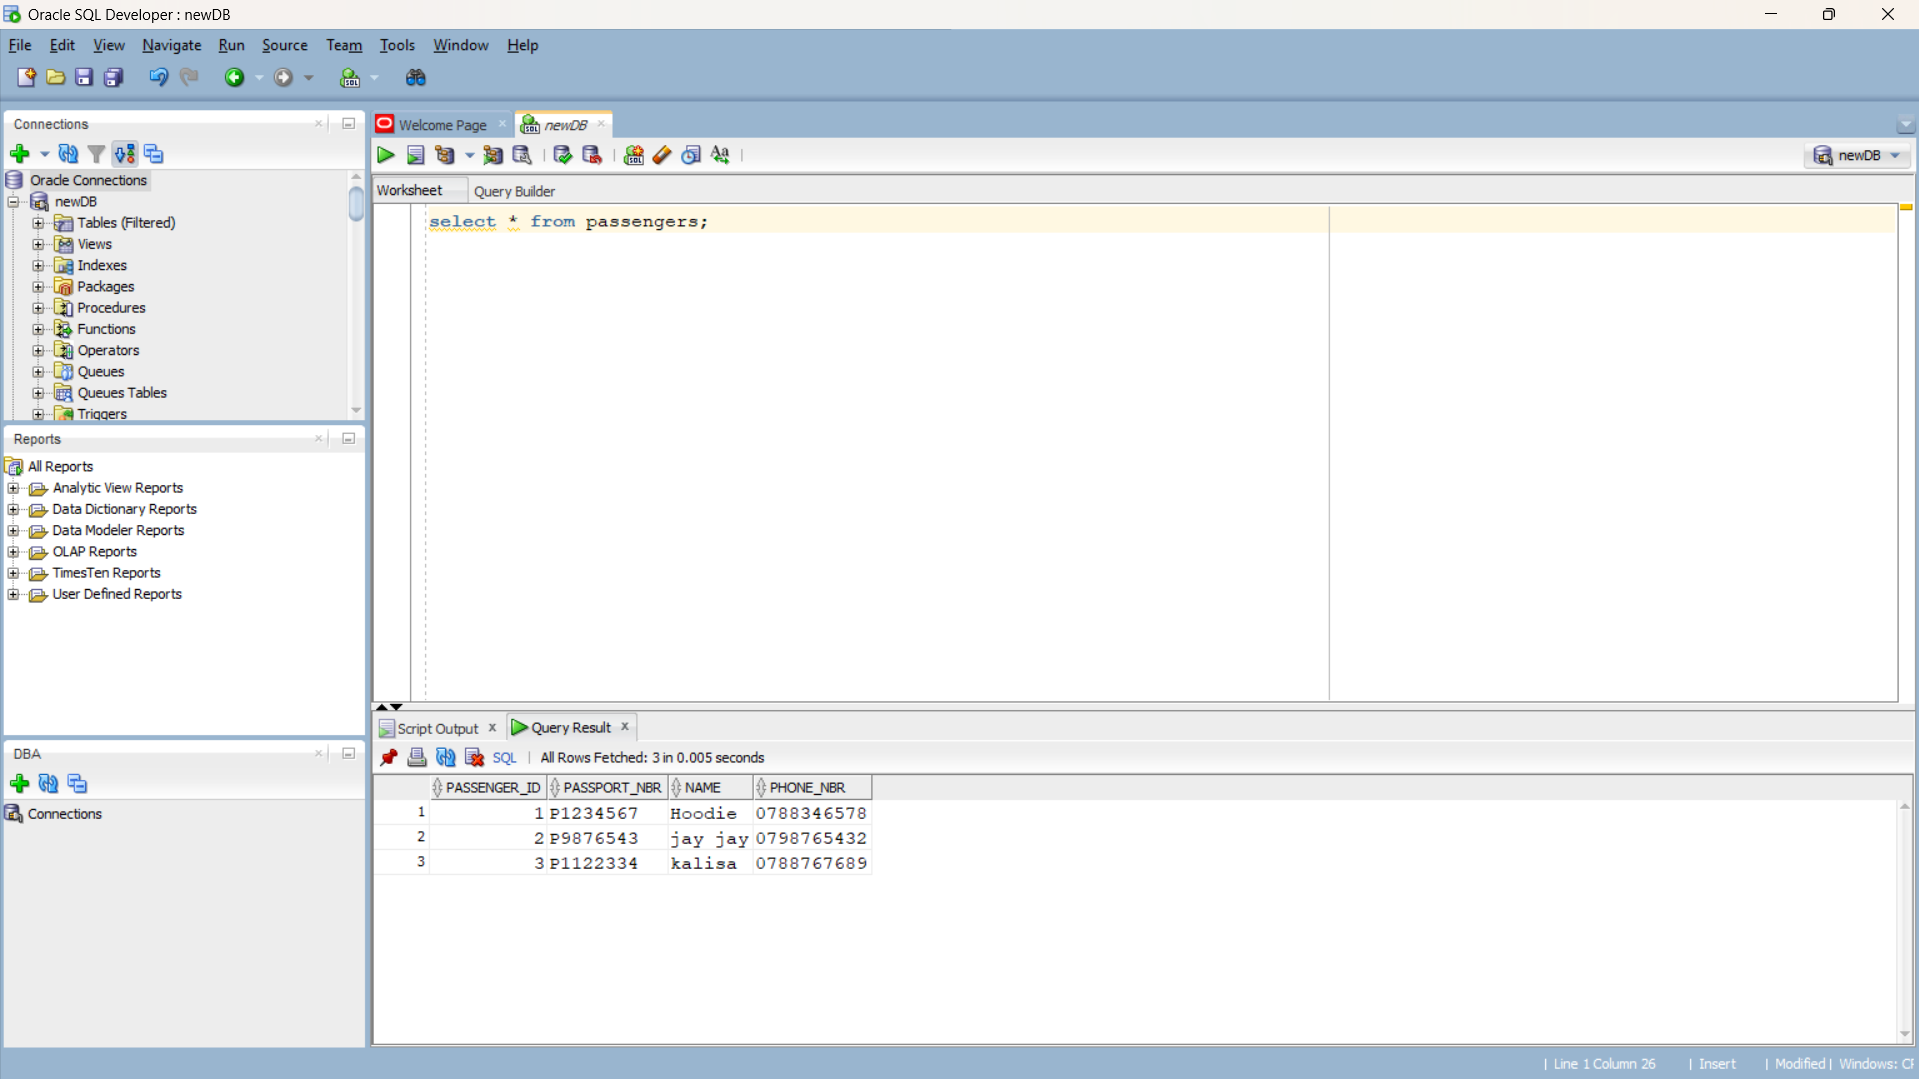 Oracle SQL Developer : newDB
File Edit View Navigate Run Source Team Tools Window Help
Connections
Oracle Connections
newDB
Tables (Filtered)
Views
Indexes
Packages
Procedures
Functions
Operators
Queues
Queues Tables
Triggers
Reports
All Reports
Analytic View Reports
Data Dictionary Reports
Data Modeler Reports
OLAP Reports
TimesTen Reports
User Defined Reports
DBA
Connections
Welcome Page newDB
newDB
Worksheet Query Builder
select * from passengers;
Script Output Query Result
SQL All Rows Fetched: 3 in 0.005 seconds
PASSENGER_ID PASSPORT_NBR NAME PHONE_NBR
1 1 P1234567 Hoodie 0788346578
2 2 P9876543 jay jay 0798765432
3 3 P1122334 kalisa 0788767689
Line 1 Column 26 Insert Modified Windows: